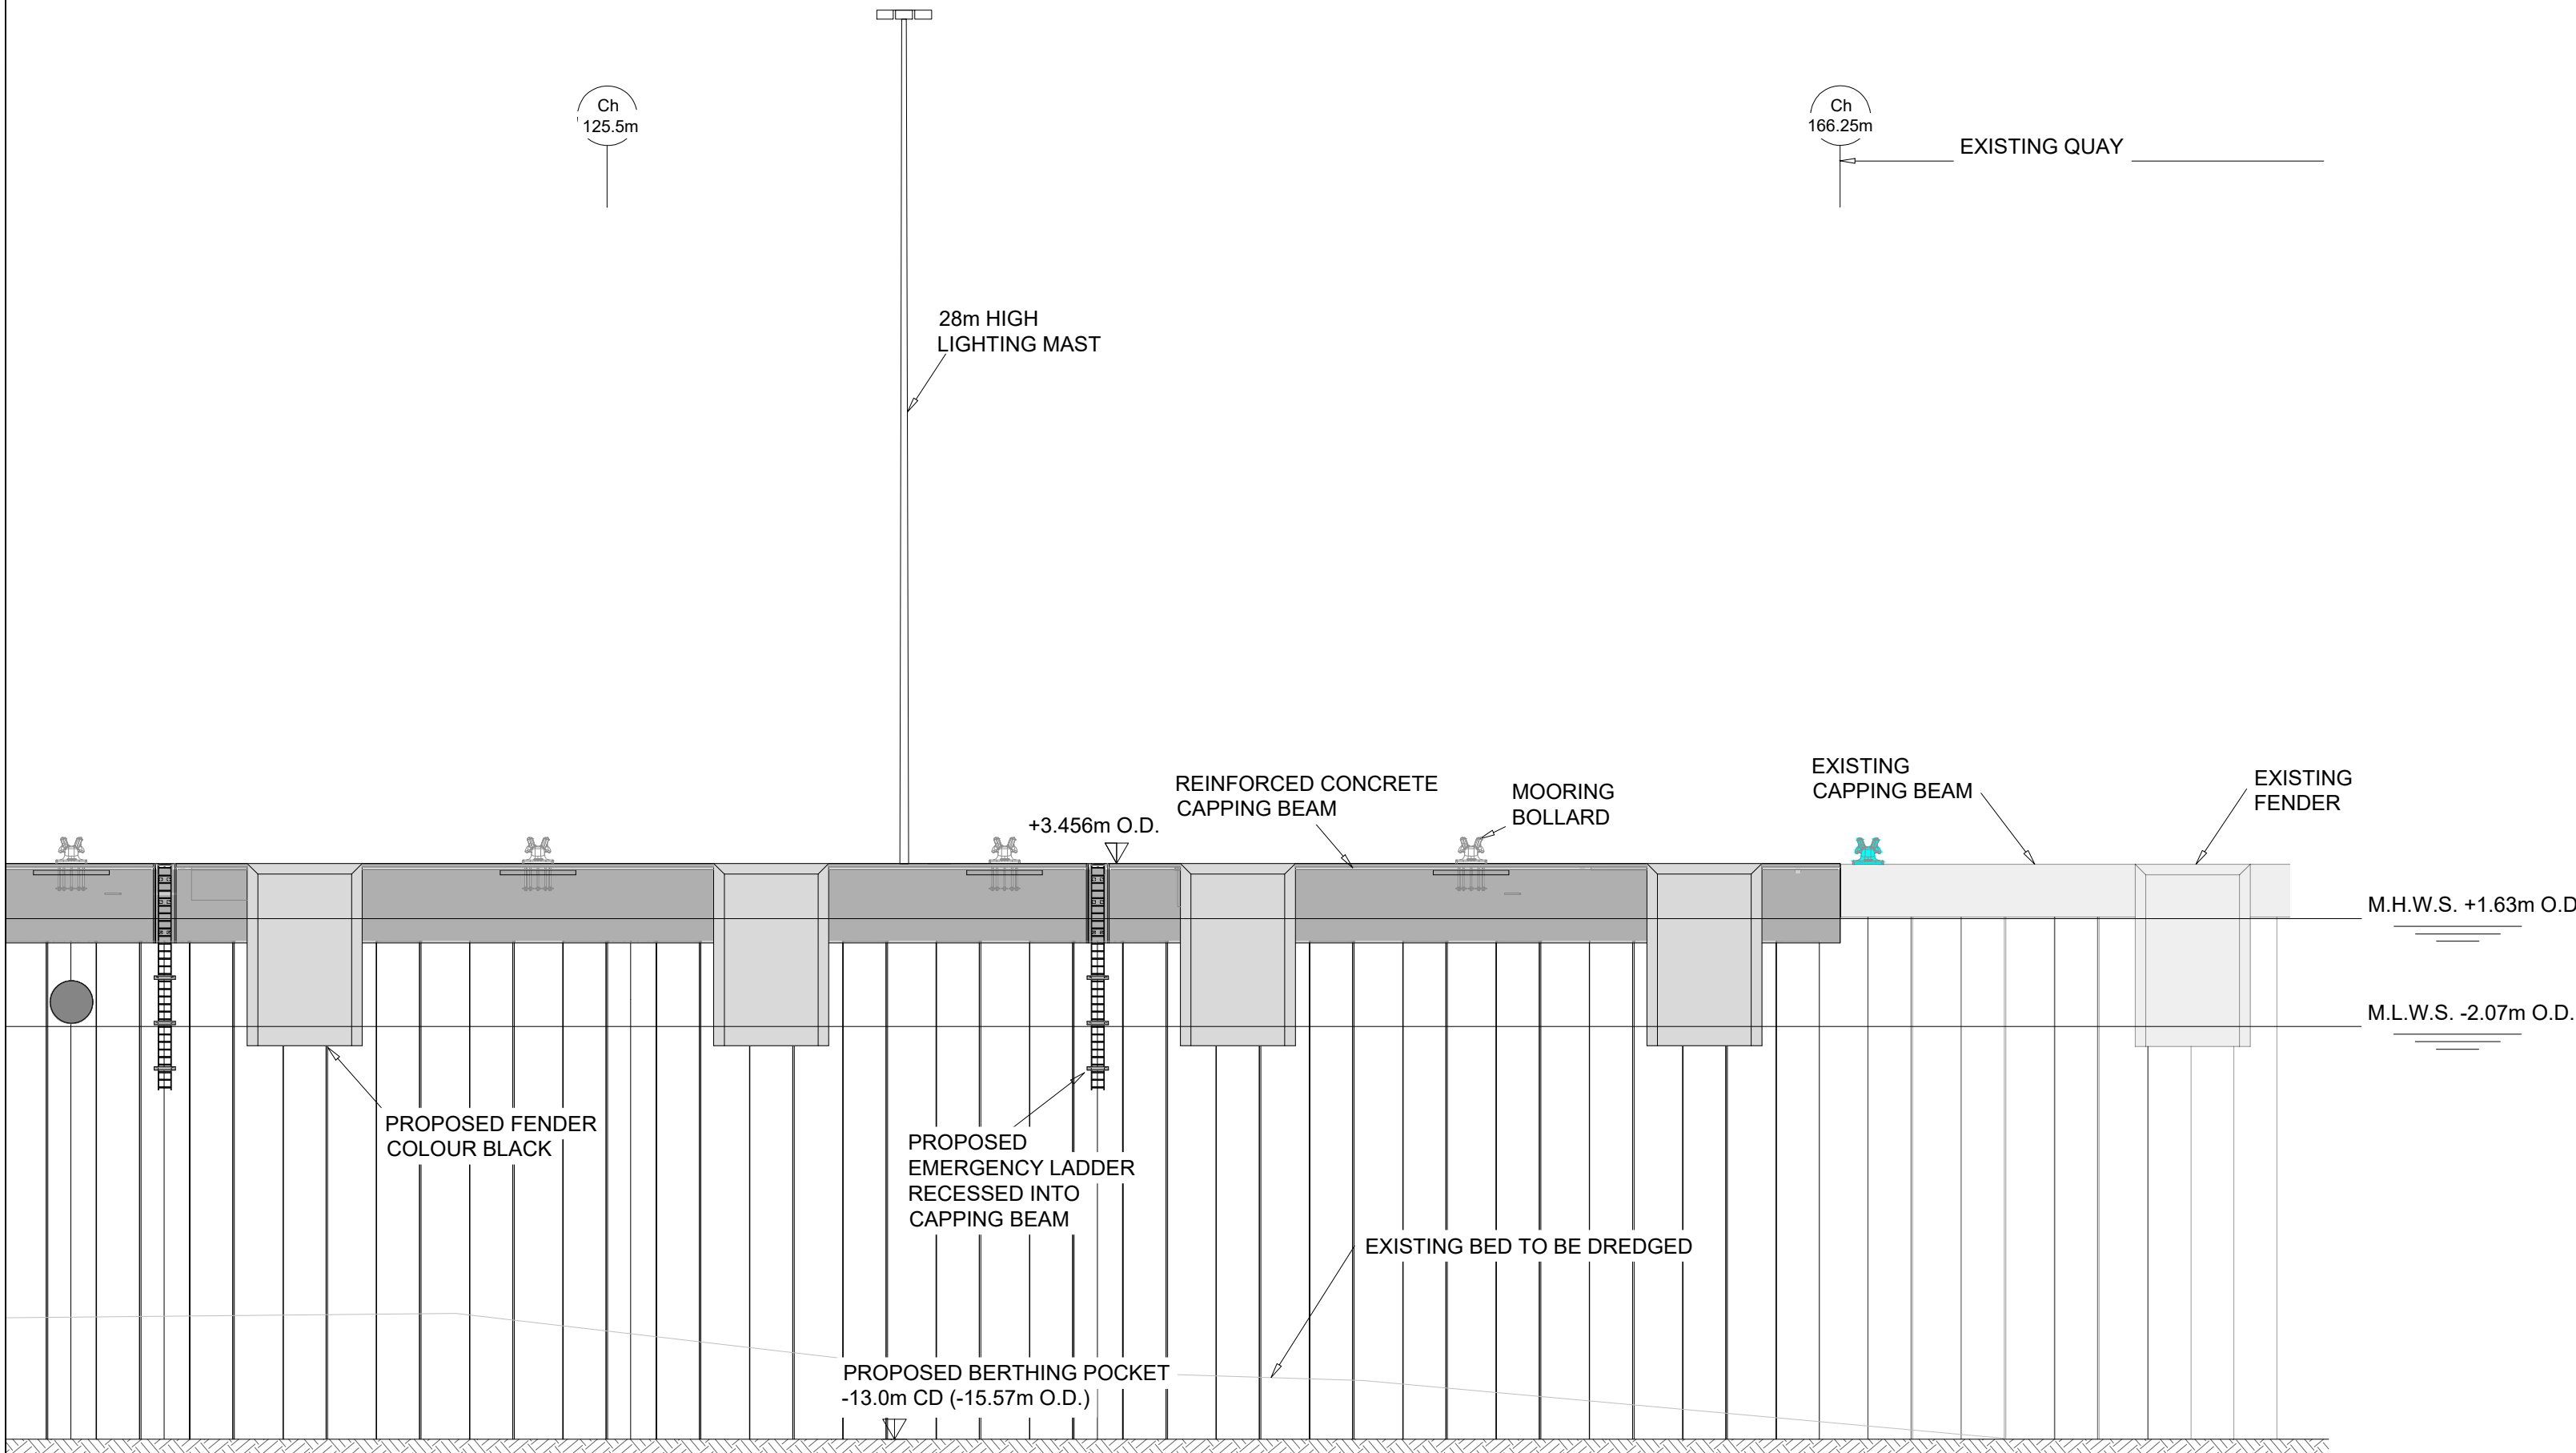 Ch
125.5m
Ch
166.25m
EXISTING QUAY
28m HIGH
LIGHTING MAST
REINFORCED CONCRETE
CAPPING BEAM
MOORING
BOLLARD
EXISTING
CAPPING BEAM
EXISTING
FENDER
+3.456m O.D.
M.H.W.S. +1.63m O.D
M.L.W.S. -2.07m O.D.
PROPOSED FENDER
COLOUR BLACK
PROPOSED
EMERGENCY LADDER
RECESSED INTO
CAPPING BEAM
EXISTING BED TO BE DREDGED
PROPOSED BERTHING POCKET
-13.0m CD (-15.57m O.D.)